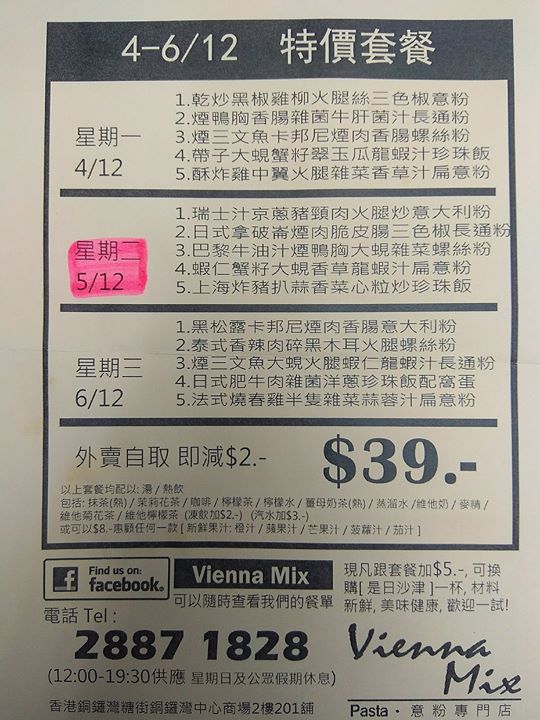 4-6/12 特價套餐
星期一
4/12
1.乾炒黑椒雞柳火腿絲三色椒意粉
2.煙鴨胸香腸雜菌牛肝菌汁長通粉
3.煙三文魚卡邦尼煙肉香腸螺絲粉
4.帶子大蜆蟹籽翠玉瓜龍蝦汁珍珠飯
5.酥炸雞中翼火腿雜菜香草汁扁意粉
星期二
5/12
1.瑞士汁京蔥豬頸肉火腿炒意大利粉
2.日式拿破崙煙肉脆皮腸三色椒長通粉
3.巴黎牛油汁煙鴨胸大蜆雜菜螺絲粉
4.蝦仁蟹籽大蜆香草龍蝦汁扁意粉
5.上海炸豬扒蒜香菜心粒炒珍珠飯
星期三
6/12
1.黑松露卡邦尼煙肉香腸意大利粉
2.泰式香辣肉碎黑木耳火腿螺絲粉
3.煙三文魚大蜆火腿蝦仁龍蝦汁長通粉
4.日式肥牛肉雜菌洋蔥珍珠飯配窩蛋
5.法式燒春雞半隻雜菜蒜蓉汁扁意粉
外賣自取 即減$2.-
$39.-
以上套餐均配以: 湯 / 熱飲
包括: 抹茶(熱) / 茉莉花茶 / 咖啡 / 檸檬茶 / 檸檬水 / 薑母奶茶(熱) / 蒸溜水 / 維他奶 / 麥精 /
維他菊花茶 / 維他檸檬茶 (凍飲加$2.-) (汽水加$3.-)
或可以$8.-惠顧任何一款 [ 新鮮果汁: 橙汁 / 蘋果汁 / 芒果汁 / 菠蘿汁 / 茄汁 ]
f Find us on:
facebook®
Vienna Mix
可以隨時查看我們的餐單
現凡跟套餐加$5.-, 可換
購[ 是日沙津 ]一杯, 材料
新鮮, 美味健康, 歡迎一試!
電話 Tel :
2887 1828
(12:00-19:30供應 星期日及公眾假期休息)
香港銅鑼灣糖街銅鑼灣中心商場2樓201舖
Vienna
Mix
Pasta · 意粉專門店